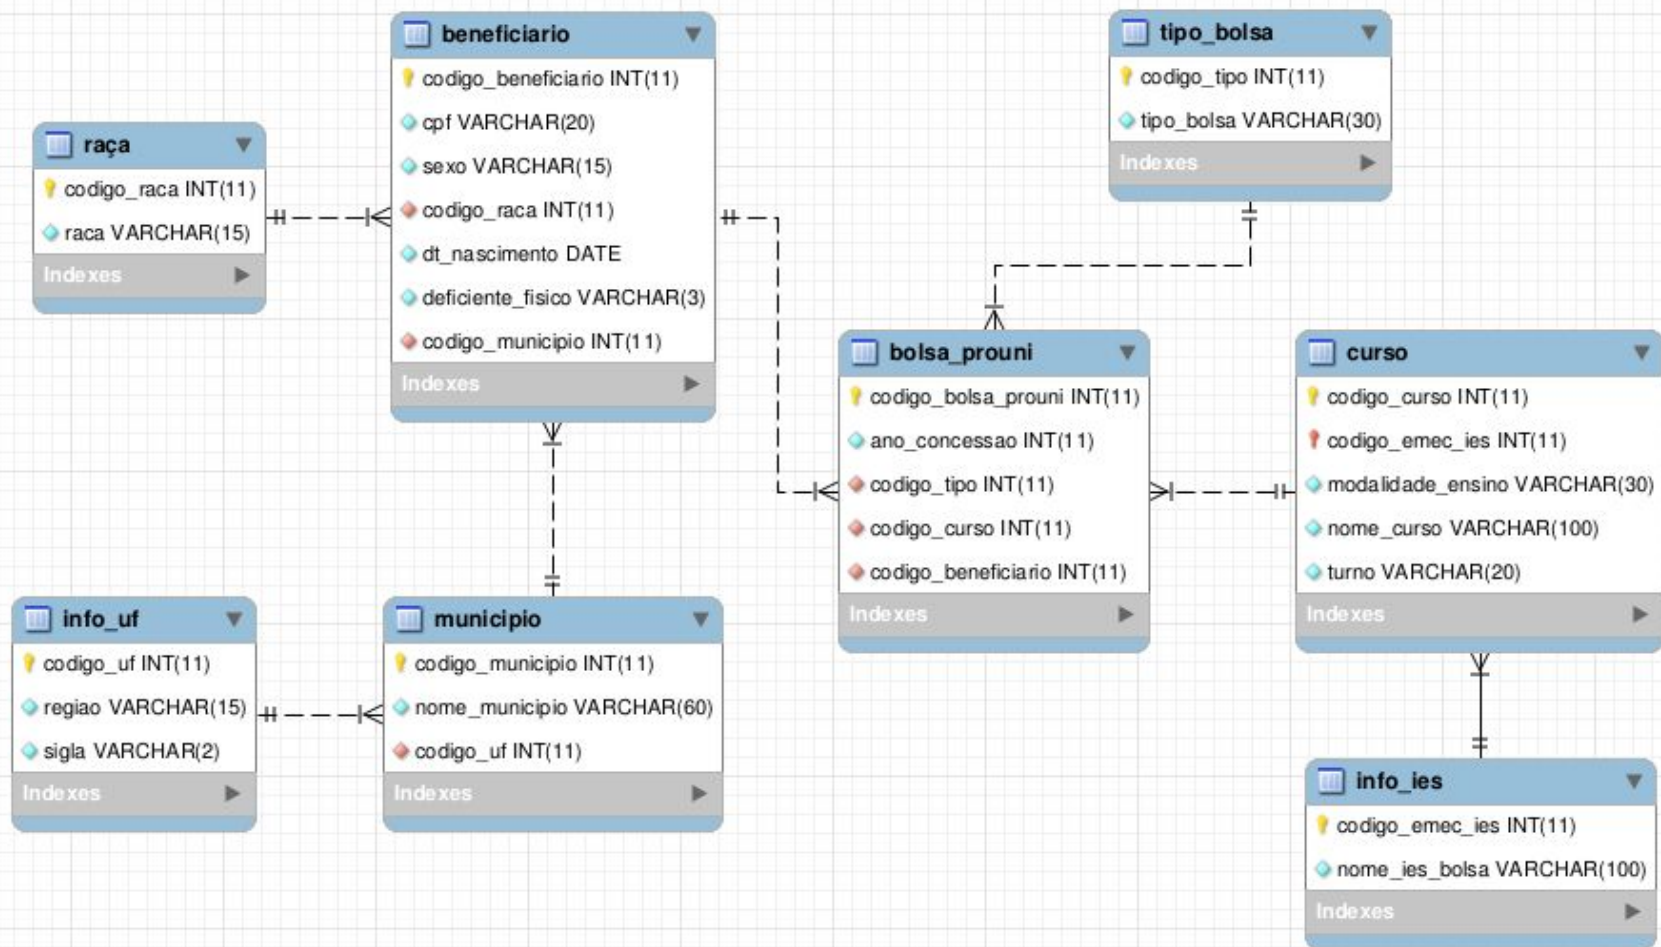 beneficiario
codigo_beneficiario INT(11)
cpf VARCHAR(20)
sexo VARCHAR(15)
codigo_raca INT(11)
dt_nascimento DATE
deficiente_fisico VARCHAR(3)
codigo_municipio INT(11)
Indexes
tipo_bolsa
codigo_tipo INT(11)
tipo_bolsa VARCHAR(30)
Indexes
raça
codigo_raca INT(11)
raca VARCHAR(15)
Indexes
bolsa_prouni
codigo_bolsa_prouni INT(11)
ano_concessao INT(11)
codigo_tipo INT(11)
codigo_curso INT(11)
codigo_beneficiario INT(11)
Indexes
curso
codigo_curso INT(11)
codigo_emec_ies INT(11)
modalidade_ensino VARCHAR(30)
nome_curso VARCHAR(100)
turno VARCHAR(20)
Indexes
info_uf
codigo_uf INT(11)
regiao VARCHAR(15)
sigla VARCHAR(2)
Indexes
municipio
codigo_municipio INT(11)
nome_municipio VARCHAR(60)
codigo_uf INT(11)
Indexes
info_ies
codigo_emec_ies INT(11)
nome_ies_bolsa VARCHAR(100)
Indexes